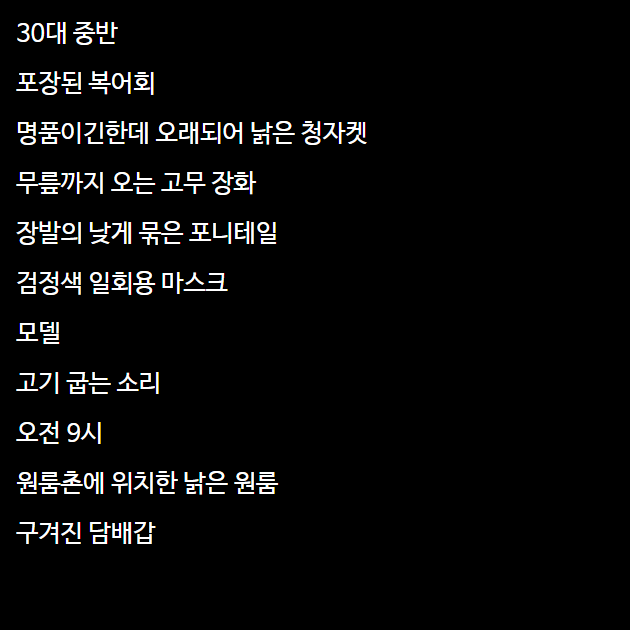 30대 중반
포장된 복어회
명품이긴한데 오래되어 낡은 청자켓
무릎까지 오는 고무 장화
장발의 낮게 묶은 포니테일
검정색 일회용 마스크
모델
고기 굽는 소리
오전 9시
원룸촌에 위치한 낡은 원룸
구겨진 담배갑